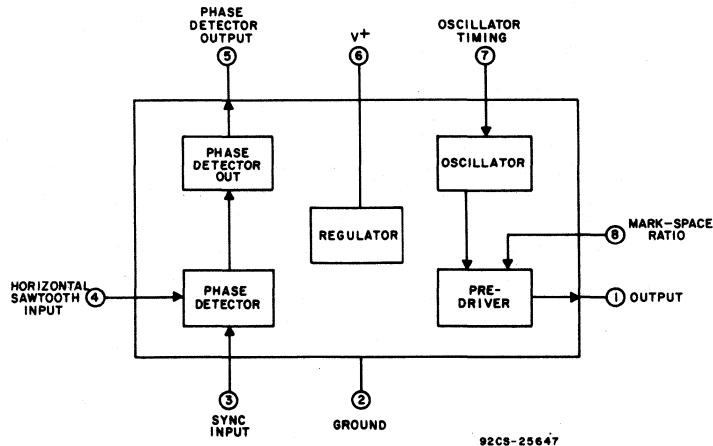 PHASE
DETECTOR
OUTPUT
5
V+
6
OSCILLATOR
TIMING
7
PHASE
DETECTOR
OUT
OSCILLATOR
REGULATOR
8
MARK-SPACE
RATIO
HORIZONTAL
SAWTOOTH
INPUT
4
PHASE
DETECTOR
PRE-
DRIVER
1
OUTPUT
3
SYNC
INPUT
2
GROUND
92CS-25647